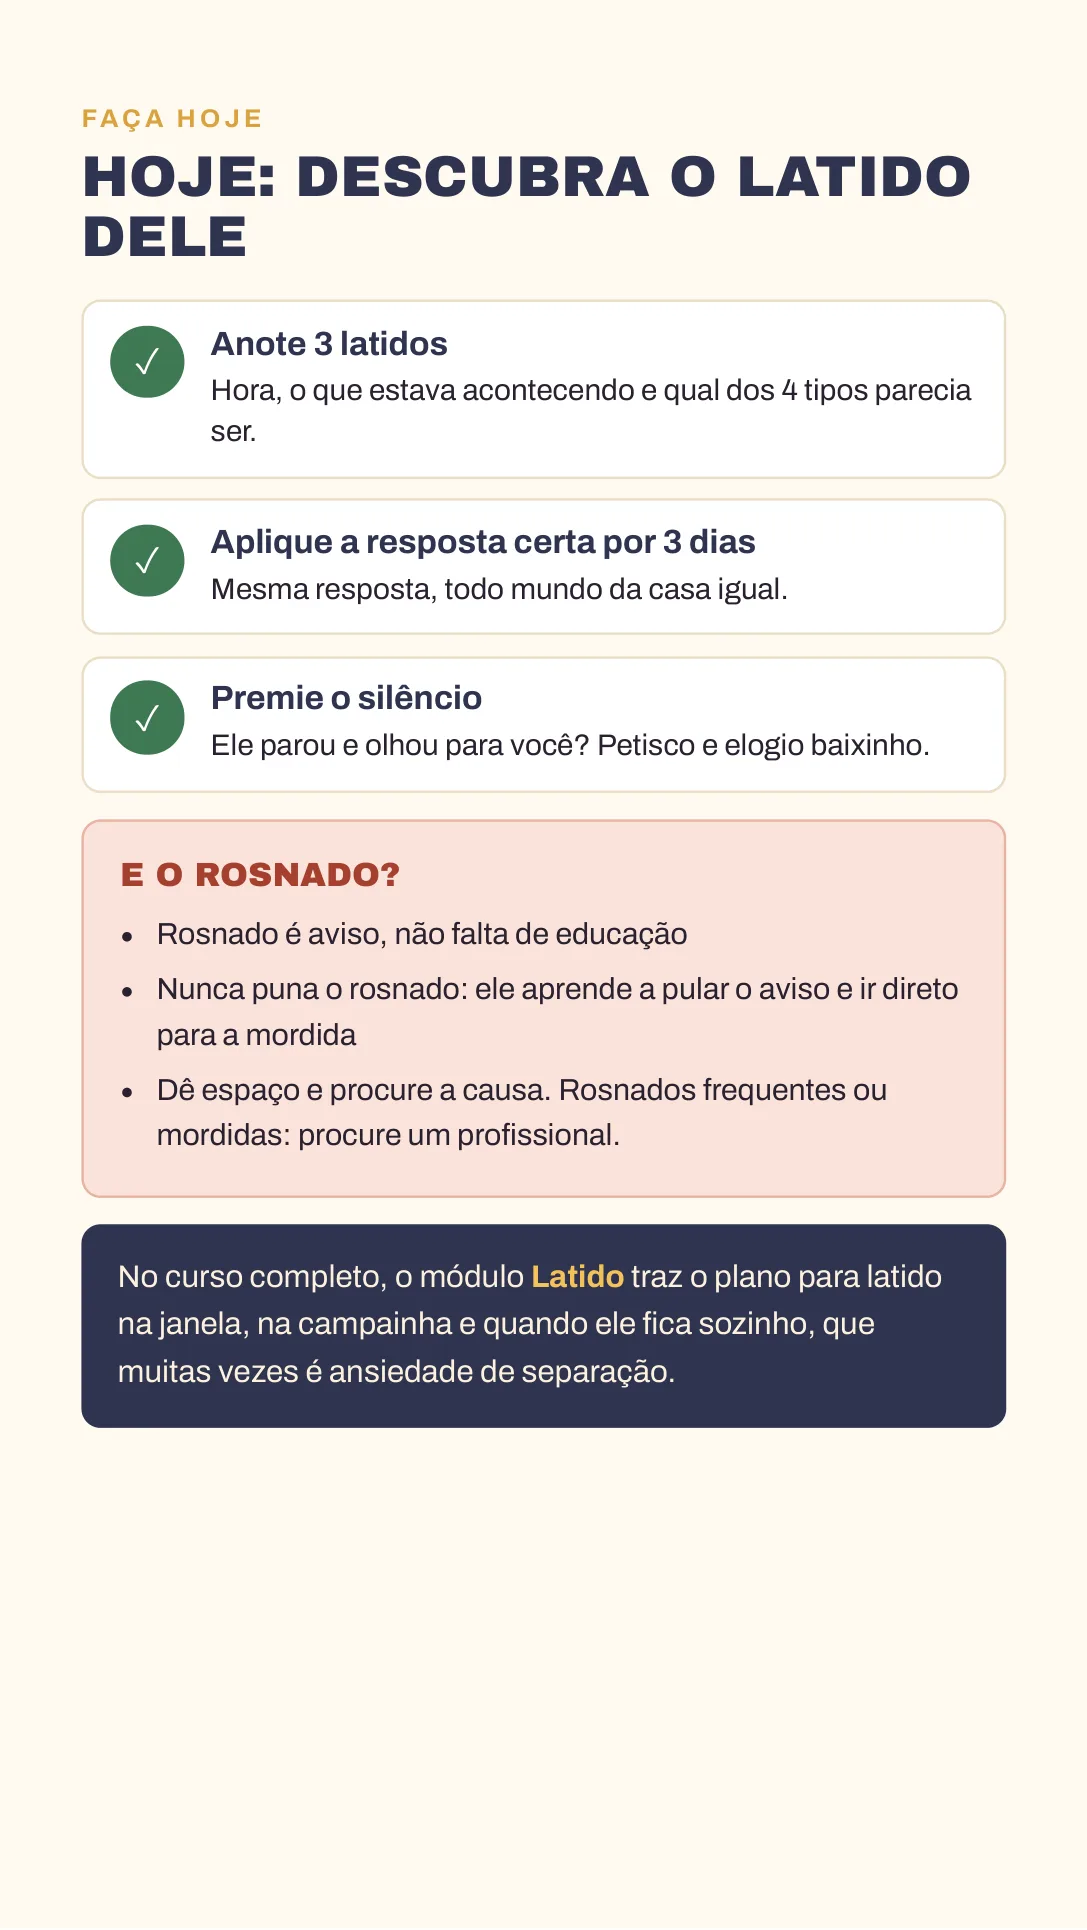 FAÇA HOJE
HOJE: DESCUBRA O LATIDO
DELE
✓
Anote 3 latidos
Hora, o que estava acontecendo e qual dos 4 tipos parecia
ser.
✓
Aplique a resposta certa por 3 dias
Mesma resposta, todo mundo da casa igual.
✓
Premie o silêncio
Ele parou e olhou para você? Petisco e elogio baixinho.
E O ROSNADO?
• Rosnado é aviso, não falta de educação
• Nunca puna o rosnado: ele aprende a pular o aviso e ir direto
para a mordida
• Dê espaço e procure a causa. Rosnados frequentes ou
mordidas: procure um profissional.
No curso completo, o módulo Latido traz o plano para latido
na janela, na campainha e quando ele fica sozinho, que
muitas vezes é ansiedade de separação.